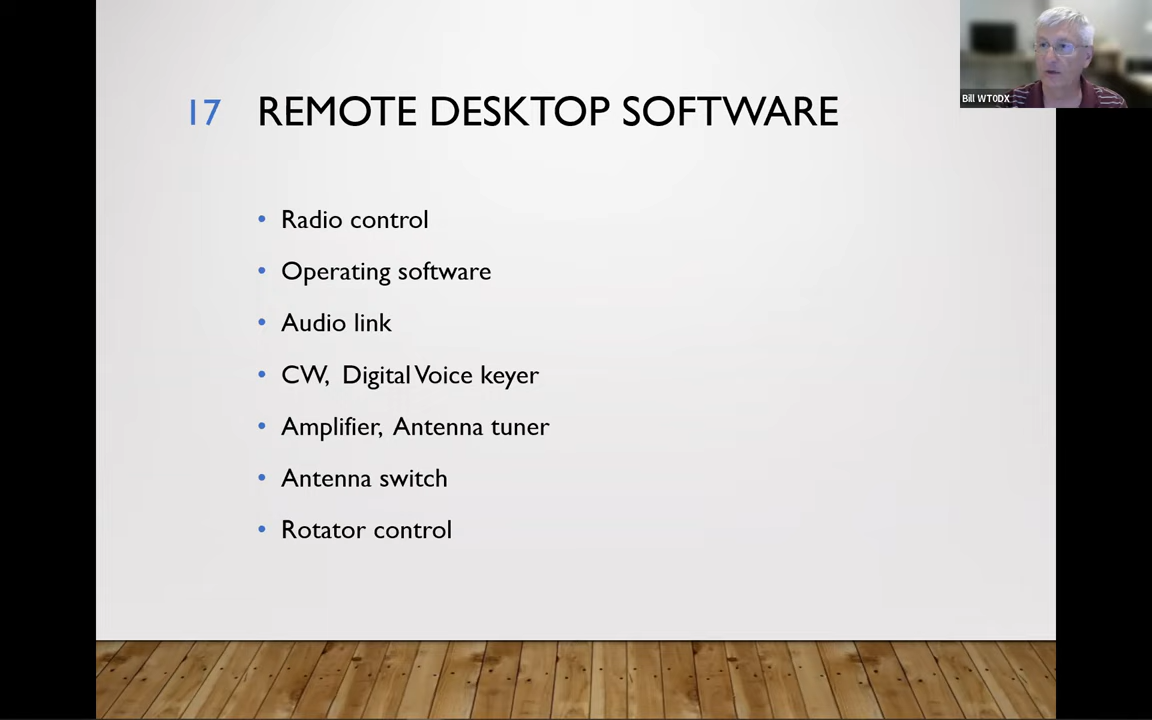 17 REMOTE DESKTOP SOFTWARE
Bill WT0DX
• Radio control
• Operating software
• Audio link
• CW, Digital Voice keyer
• Amplifier, Antenna tuner
• Antenna switch
• Rotator control